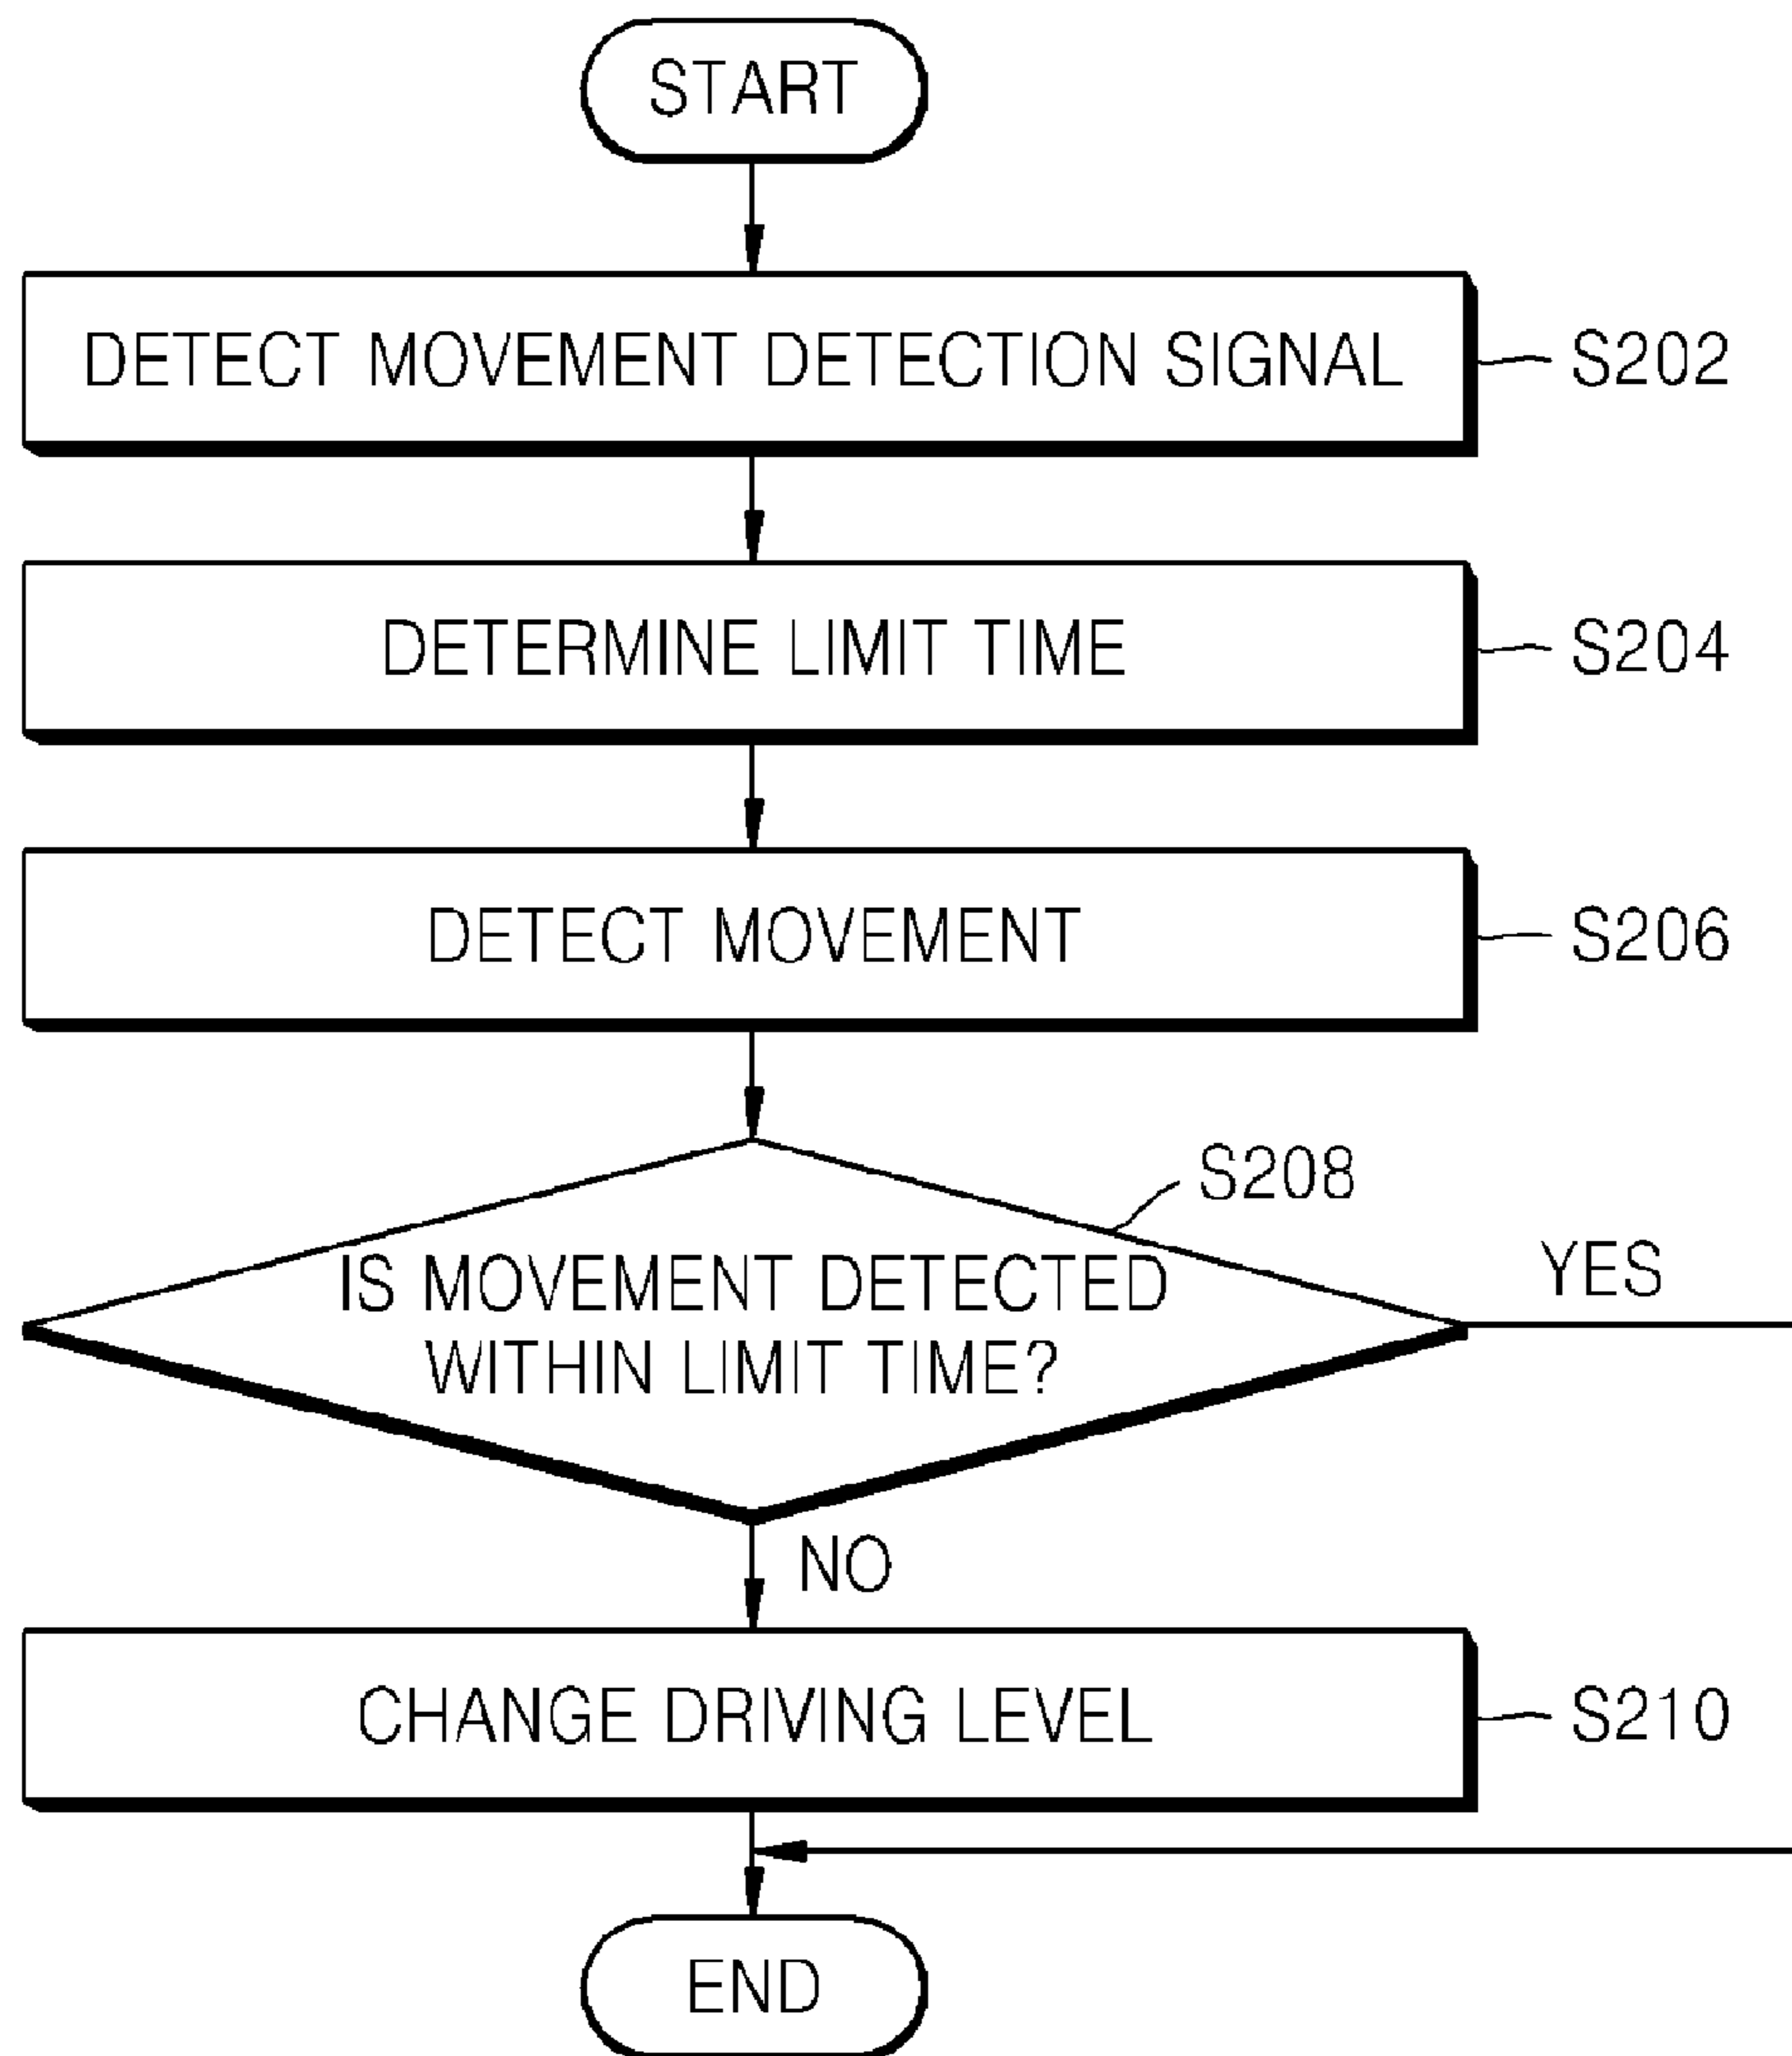 START
DETECT MOVEMENT DETECTION SIGNAL
S202
DETERMINE LIMIT TIME
S204
DETECT MOVEMENT
S206
S208
IS MOVEMENT DETECTED
WITHIN LIMIT TIME?
YES
NO
CHANGE DRIVING LEVEL
S210
END